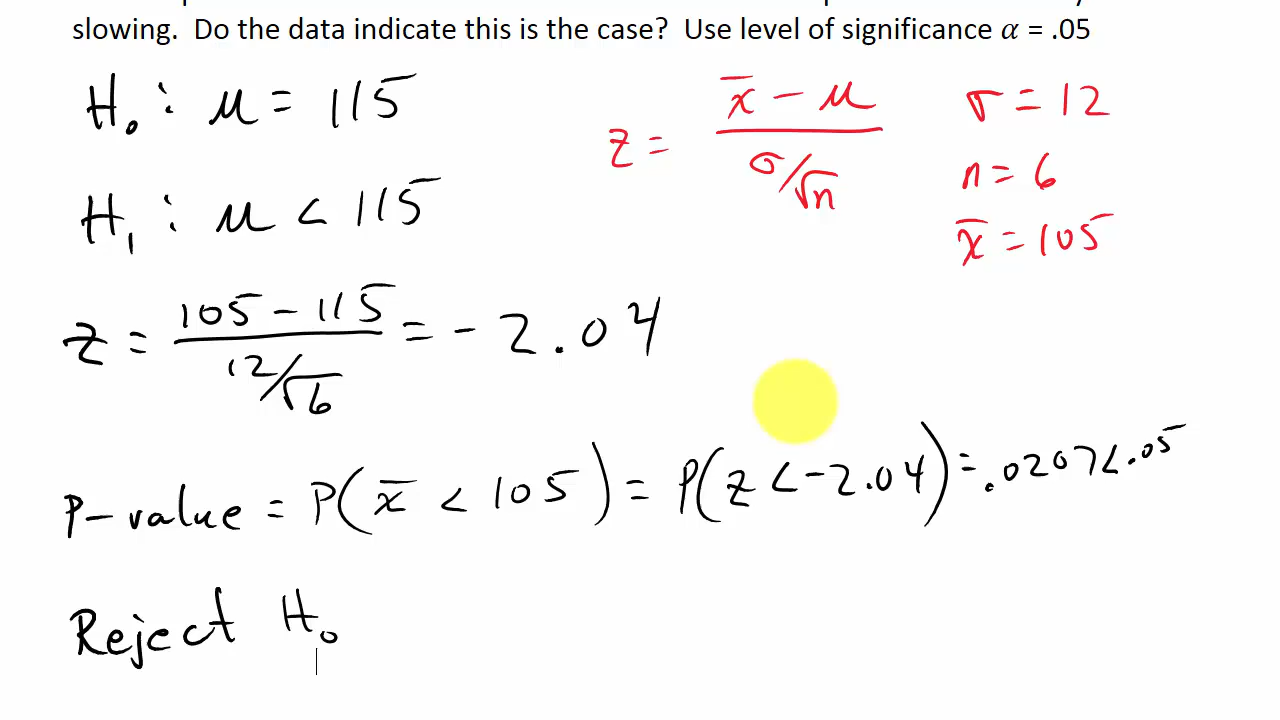 slowing. Do the data indicate this is the case? Use level of significance α = .05
H₀ : μ = 115
z = (x̄ − μ) / (σ/√n)
σ = 12
n = 6
x̄ = 105
H₁ : μ < 115
z = (105 − 115) / (12/√6) = −2.04
P-value = P(x̄ < 105) = P(z < −2.04) = .0207 < .05
Reject H₀